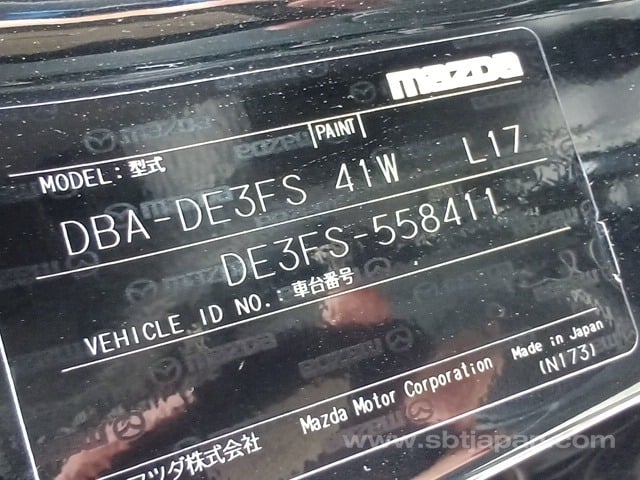 mazda
PAINT
MODEL: 型式
DBA-DE3FS 41W L17
DE3FS-558411
VEHICLE ID NO.: 車台番号
マツダ株式会社 Mazda Motor Corporation Made in Japan
(N173)
www.sbtjapan.com